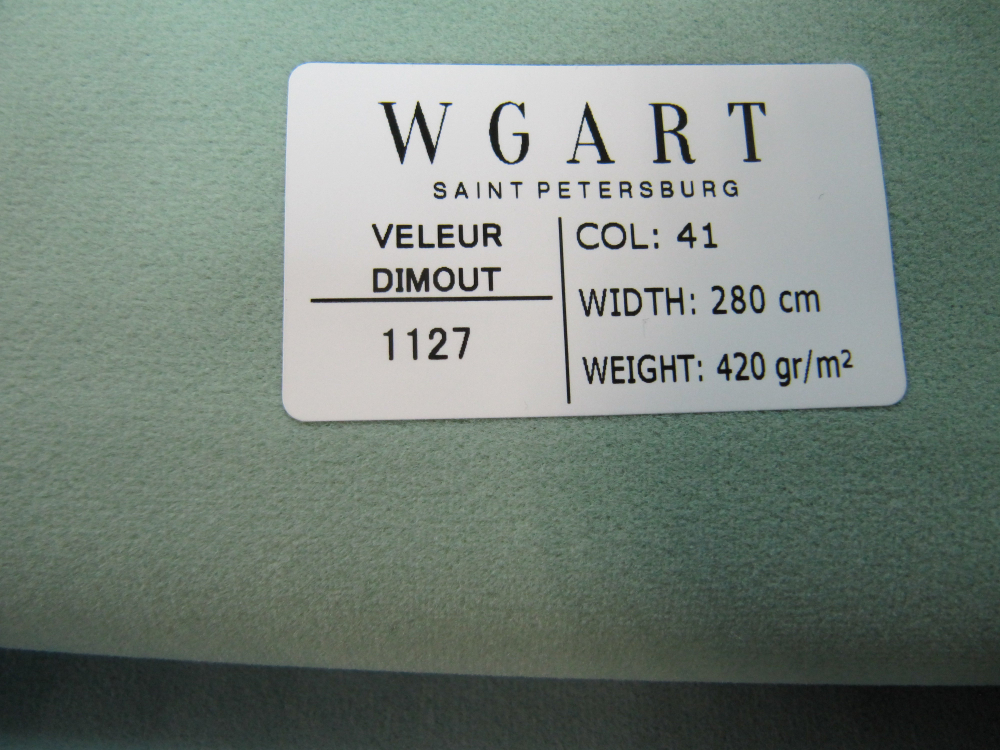 WGART
SAINT PETERSBURG
VELEUR
DIMOUT
1127
COL: 41
WIDTH: 280 cm
WEIGHT: 420 gr/m²